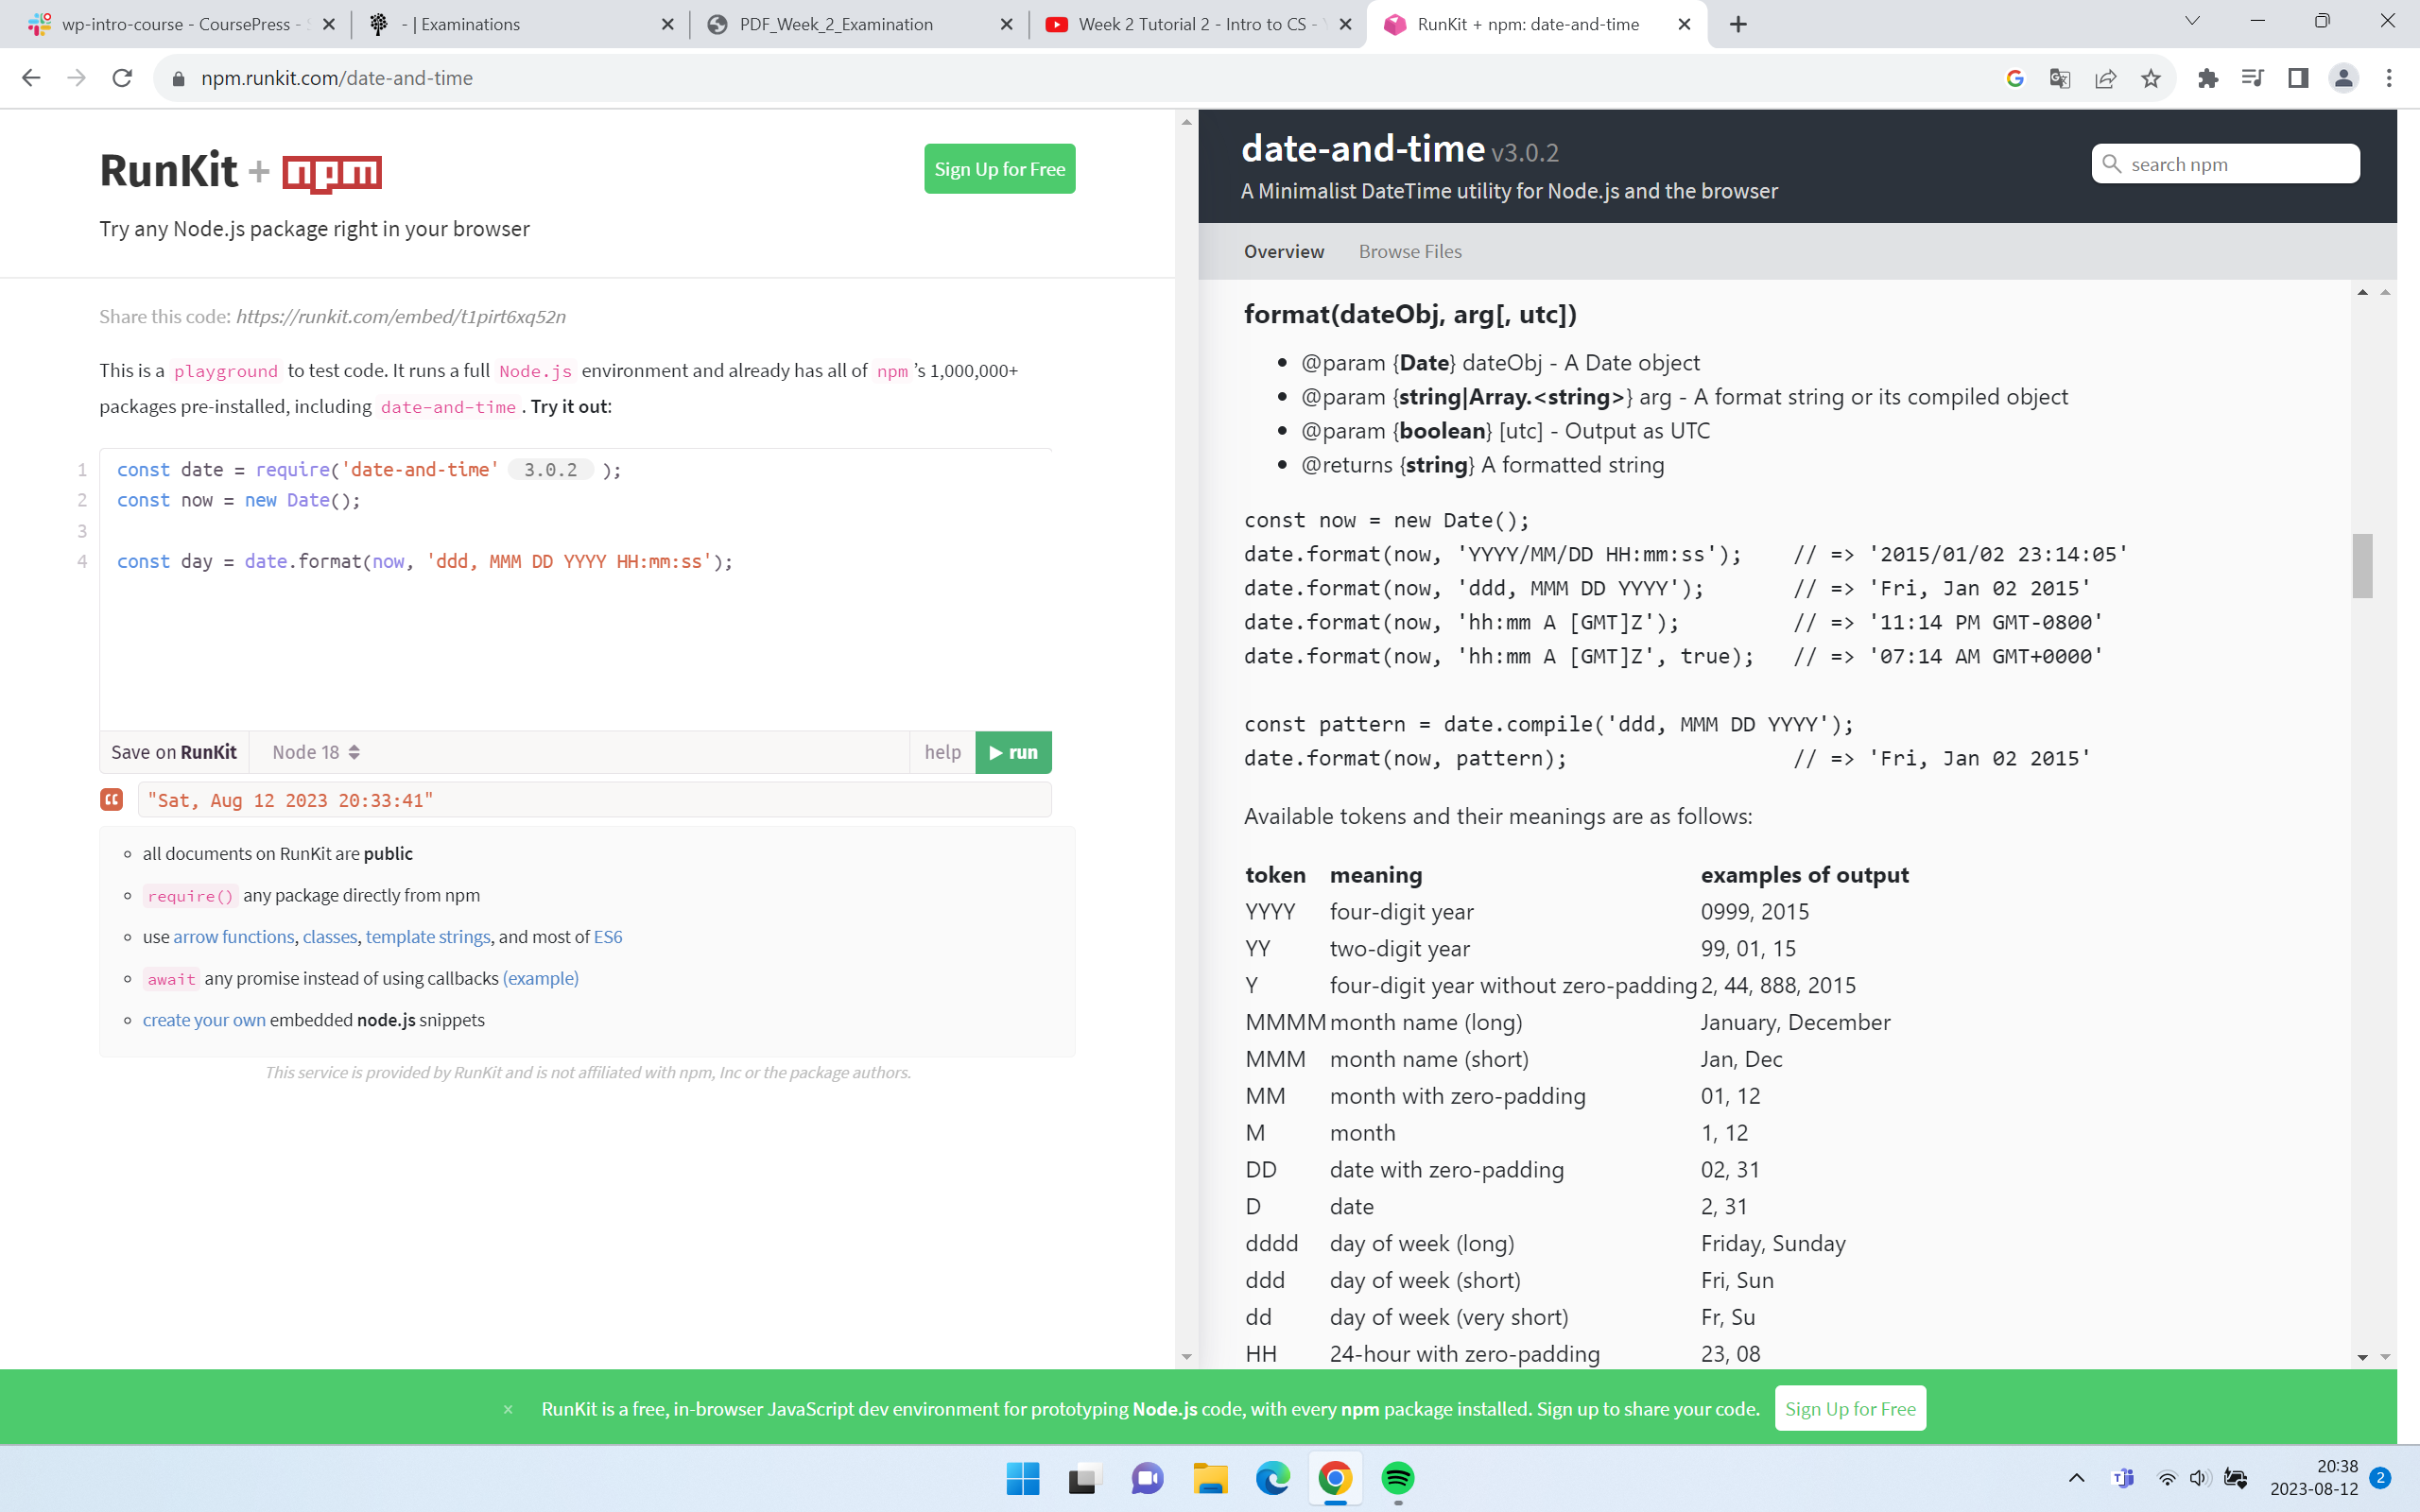 wp-intro-course - CoursePress -
- | Examinations
PDF_Week_2_Examination
Week 2 Tutorial 2 - Intro to CS -
RunKit + npm: date-and-time
npm.runkit.com/date-and-time
RunKit + npm
Sign Up for Free
Try any Node.js package right in your browser
Share this code: https://runkit.com/embed/t1pirt6xq52n
This is a playground to test code. It runs a full Node.js environment and already has all of npm's 1,000,000+
packages pre-installed, including date-and-time. Try it out:
1 const date = require('date-and-time' 3.0.2 );
2 const now = new Date();
3
4 const day = date.format(now, 'ddd, MMM DD YYYY HH:mm:ss');
Save on RunKit Node 18 help run
"Sat, Aug 12 2023 20:33:41"
all documents on RunKit are public
require() any package directly from npm
use arrow functions, classes, template strings, and most of ES6
await any promise instead of using callbacks (example)
create your own embedded node.js snippets
This service is provided by RunKit and is not affiliated with npm, Inc or the package authors.
date-and-time v3.0.2
A Minimalist DateTime utility for Node.js and the browser
search npm
Overview Browse Files
format(dateObj, arg[, utc])
@param {Date} dateObj - A Date object
@param {string|Array.<string>} arg - A format string or its compiled object
@param {boolean} [utc] - Output as UTC
@returns {string} A formatted string
const now = new Date();
date.format(now, 'YYYY/MM/DD HH:mm:ss'); // => '2015/01/02 23:14:05'
date.format(now, 'ddd, MMM DD YYYY'); // => 'Fri, Jan 02 2015'
date.format(now, 'hh:mm A [GMT]Z'); // => '11:14 PM GMT-0800'
date.format(now, 'hh:mm A [GMT]Z', true); // => '07:14 AM GMT+0000'
const pattern = date.compile('ddd, MMM DD YYYY');
date.format(now, pattern); // => 'Fri, Jan 02 2015'
Available tokens and their meanings are as follows:
token meaning examples of output
YYYY four-digit year 0999, 2015
YY two-digit year 99, 01, 15
Y four-digit year without zero-padding 2, 44, 888, 2015
MMMM month name (long) January, December
MMM month name (short) Jan, Dec
MM month with zero-padding 01, 12
M month 1, 12
DD date with zero-padding 02, 31
D date 2, 31
dddd day of week (long) Friday, Sunday
ddd day of week (short) Fri, Sun
dd day of week (very short) Fr, Su
HH 24-hour with zero-padding 23, 08
× RunKit is a free, in-browser JavaScript dev environment for prototyping Node.js code, with every npm package installed. Sign up to share your code. Sign Up for Free
20:38
2023-08-12 2